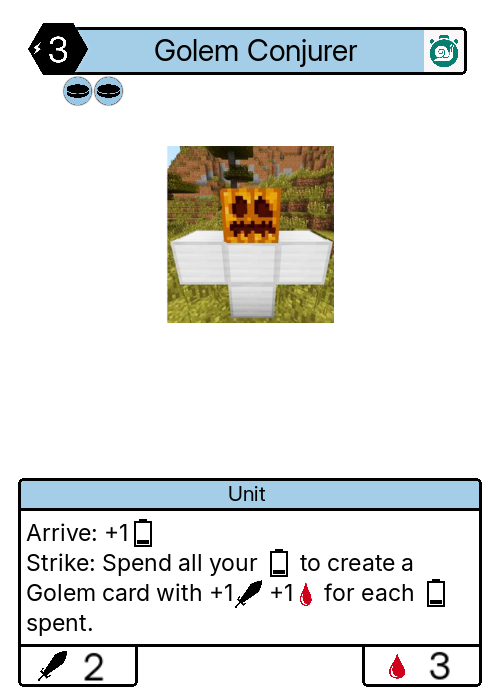 3 Golem Conjurer
Unit
Arrive: +1
Strike: Spend all your to create a
Golem card with +1 +1 for each
spent.
2 3